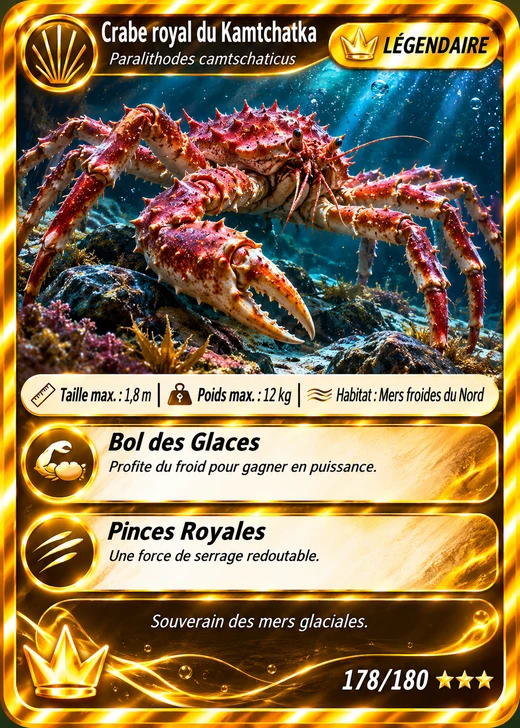 Crabe royal du Kamtchatka
LÉGENDAIRE
Paralithodes camtschaticus
Taille max. : 1,8 m | Poids max. : 12 kg | Habitat : Mers froides du Nord
Bol des Glaces
Profite du froid pour gagner en puissance.
Pinces Royales
Une force de serrage redoutable.
Souverain des mers glaciales.
178/180 ★★★